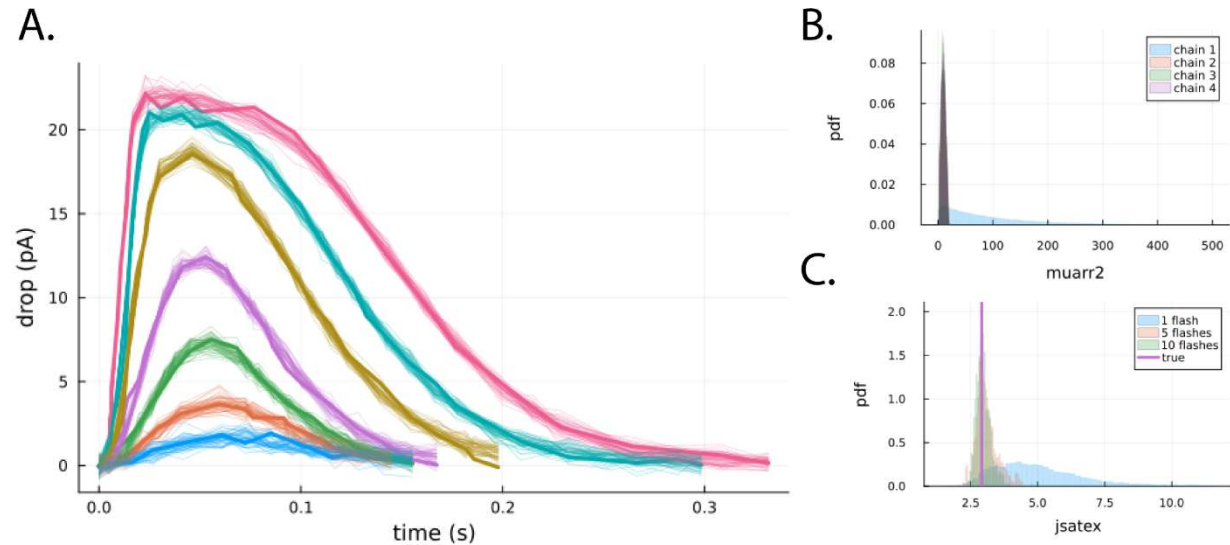 A.
drop (pA)
20
15
10
5
0
0.0
0.1
0.2
0.3
time (s)
B.
pdf
0.08
0.06
0.04
0.02
0.00
chain 1
chain 2
chain 3
chain 4
0
100
200
300
400
500
muarr2
C.
pdf
2.0
1.5
1.0
0.5
0.0
1 flash
5 flashes
10 flashes
true
2.5
5.0
7.5
10.0
jsatex